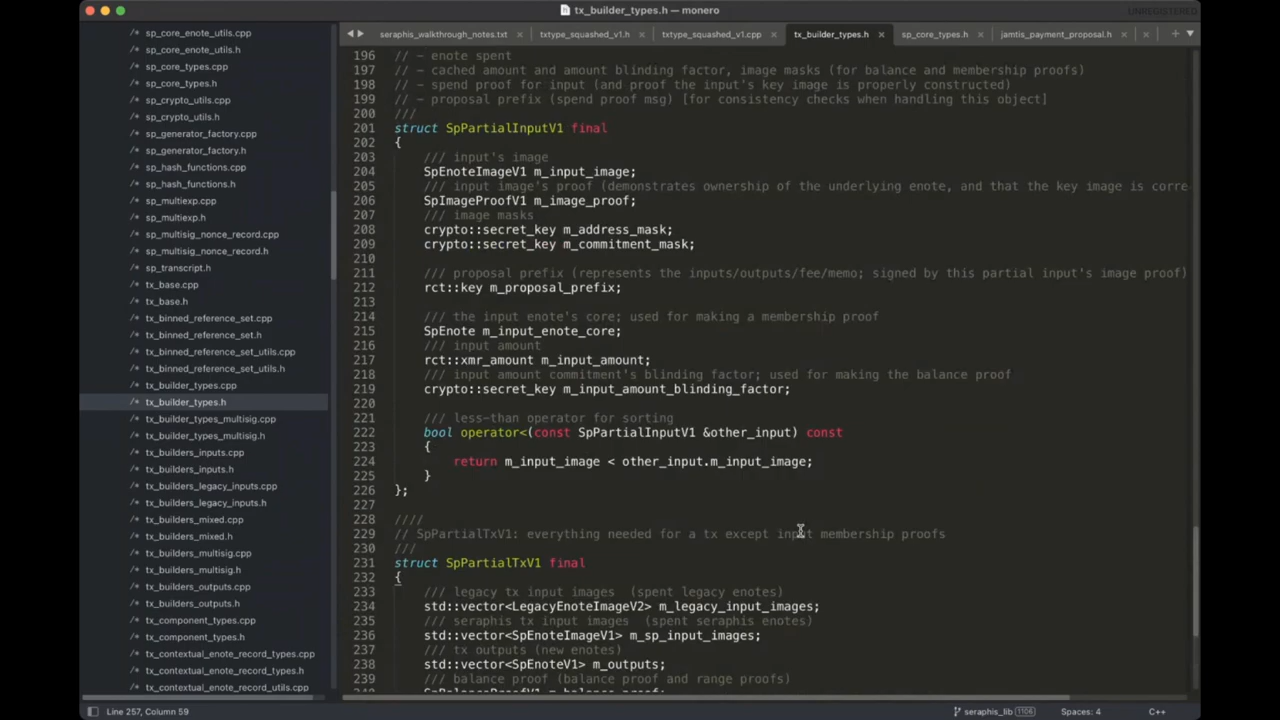 tx_builder_types.h — monero
UNREGISTERED
sp_core_enote_utils.cpp
sp_core_enote_utils.h
sp_core_types.cpp
sp_core_types.h
sp_crypto_utils.cpp
sp_crypto_utils.h
sp_generator_factory.cpp
sp_generator_factory.h
sp_hash_functions.cpp
sp_hash_functions.h
sp_multiexp.cpp
sp_multiexp.h
sp_multisig_nonce_record.cpp
sp_multisig_nonce_record.h
sp_transcript.h
tx_base.cpp
tx_base.h
tx_binned_reference_set.cpp
tx_binned_reference_set.h
tx_binned_reference_set_utils.cpp
tx_binned_reference_set_utils.h
tx_builder_types.cpp
tx_builder_types.h
tx_builder_types_multisig.cpp
tx_builder_types_multisig.h
tx_builders_inputs.cpp
tx_builders_inputs.h
tx_builders_legacy_inputs.cpp
tx_builders_legacy_inputs.h
tx_builders_mixed.cpp
tx_builders_mixed.h
tx_builders_multisig.cpp
tx_builders_multisig.h
tx_builders_outputs.cpp
tx_builders_outputs.h
tx_component_types.cpp
tx_component_types.h
tx_contextual_enote_record_types.cpp
tx_contextual_enote_record_types.h
tx_contextual_enote_record_utils.cpp
seraphis_walkthrough_notes.txt × txtype_squashed_v1.h × txtype_squashed_v1.cpp × tx_builder_types.h × sp_core_types.h × jamtis_payment_proposal.h ×
196 // - enote spent
197 // - cached amount and amount blinding factor, image masks (for balance and membership proofs)
198 // - spend proof for input (and proof the input's key image is properly constructed)
199 // - proposal prefix (spend proof msg) [for consistency checks when handling this object]
200 ///
201 struct SpPartialInputV1 final
202 {
203 /// input's image
204 SpEnoteImageV1 m_input_image;
205 /// input image's proof (demonstrates ownership of the underlying enote, and that the key image is corre
206 SpImageProofV1 m_image_proof;
207 /// image masks
208 crypto::secret_key m_address_mask;
209 crypto::secret_key m_commitment_mask;
210
211 /// proposal prefix (represents the inputs/outputs/fee/memo; signed by this partial input's image proof)
212 rct::key m_proposal_prefix;
213
214 /// the input enote's core; used for making a membership proof
215 SpEnote m_input_enote_core;
216 /// input amount
217 rct::xmr_amount m_input_amount;
218 /// input amount commitment's blinding factor; used for making the balance proof
219 crypto::secret_key m_input_amount_blinding_factor;
220
221 /// less-than operator for sorting
222 bool operator<(const SpPartialInputV1 &other_input) const
223 {
224 return m_input_image < other_input.m_input_image;
225 }
226 };
227
228 ////
229 // SpPartialTxV1: everything needed for a tx except input membership proofs
230 ///
231 struct SpPartialTxV1 final
232 {
233 /// legacy tx input images (spent legacy enotes)
234 std::vector<LegacyEnoteImageV2> m_legacy_input_images;
235 /// seraphis tx input images (spent seraphis enotes)
236 std::vector<SpEnoteImageV1> m_sp_input_images;
237 /// tx outputs (new enotes)
238 std::vector<SpEnoteV1> m_outputs;
239 /// balance proof (balance proof and range proofs)
240 SpBalanceProofV1 m_balance_proof;
Line 257, Column 59
seraphis_lib 1106
Spaces: 4
C++